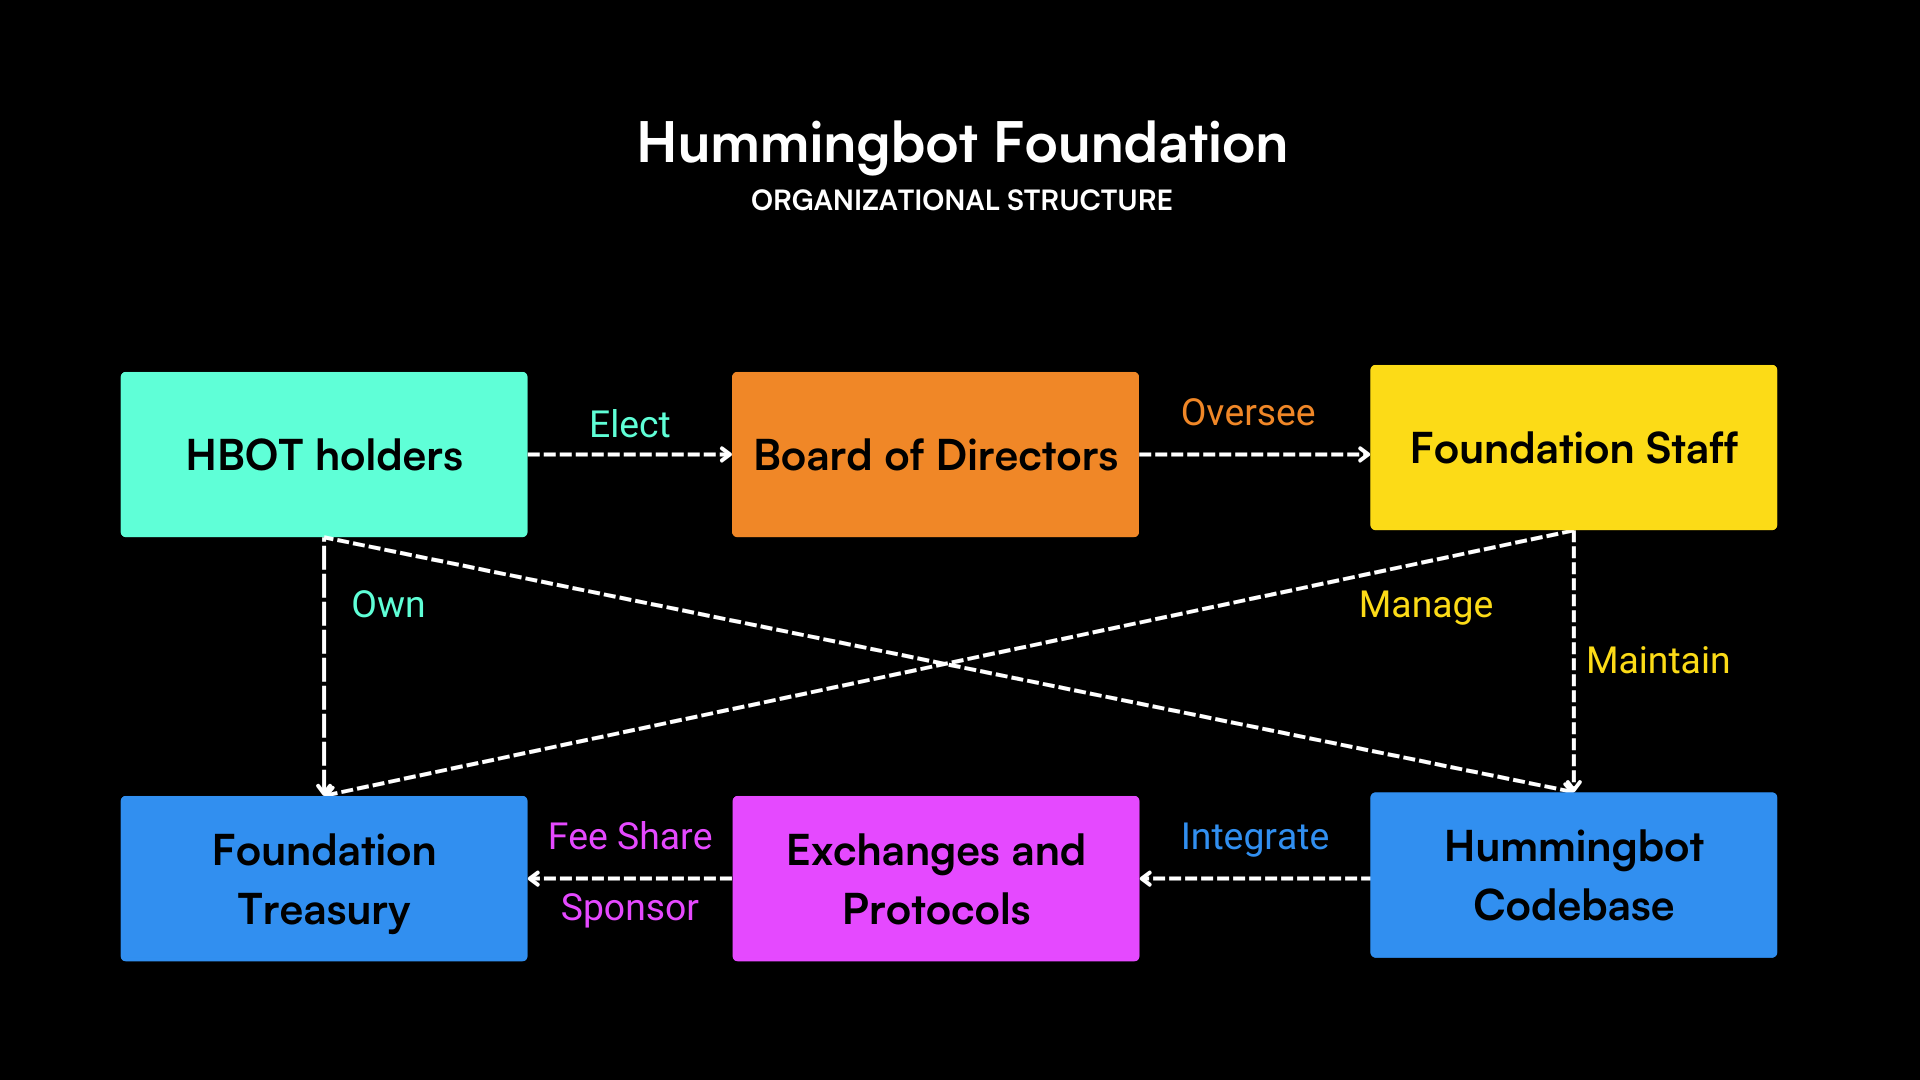 Hummingbot Foundation
ORGANIZATIONAL STRUCTURE
HBOT holders
Elect
Board of Directors
Oversee
Foundation Staff
Own
Manage
Maintain
Foundation
Treasury
Fee Share
Sponsor
Exchanges and
Protocols
Integrate
Hummingbot
Codebase